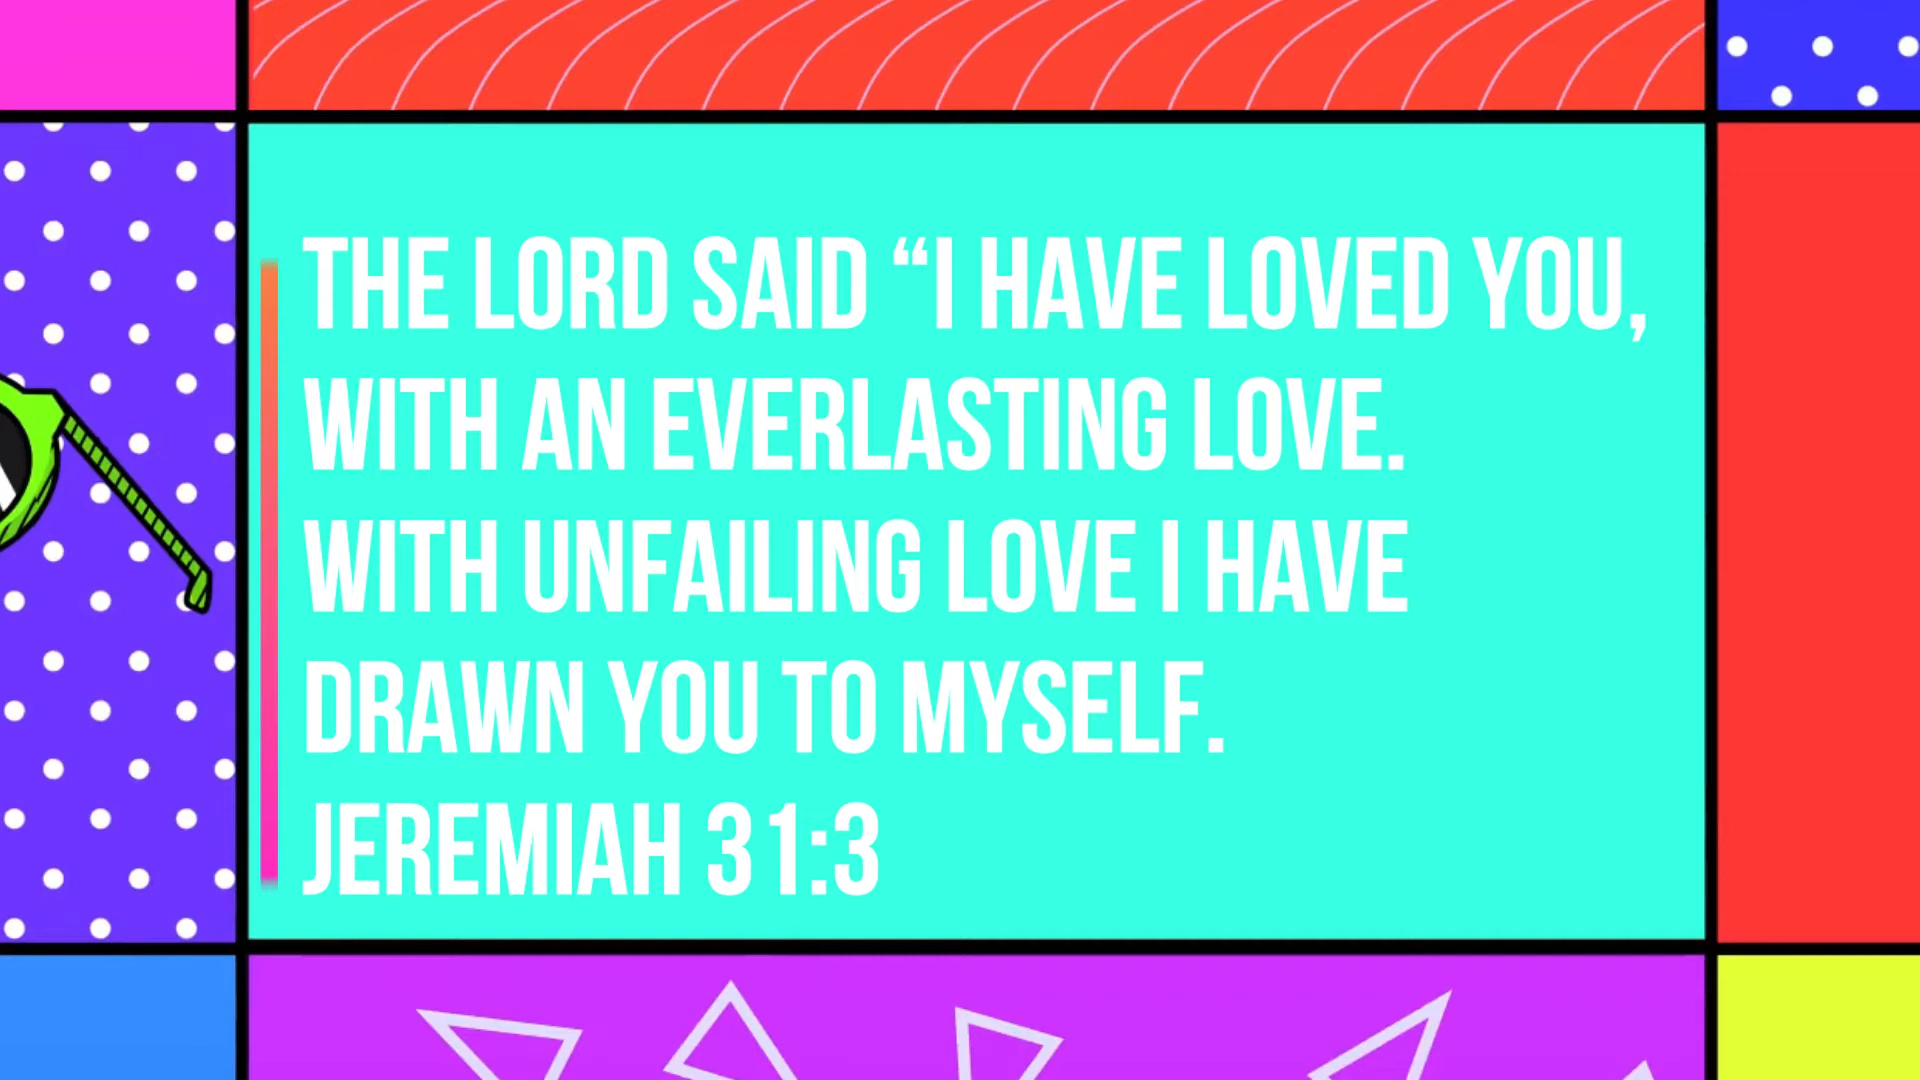 THE LORD SAID “I HAVE LOVED YOU,
WITH AN EVERLASTING LOVE.
WITH UNFAILING LOVE I HAVE
DRAWN YOU TO MYSELF.
JEREMIAH 31:3